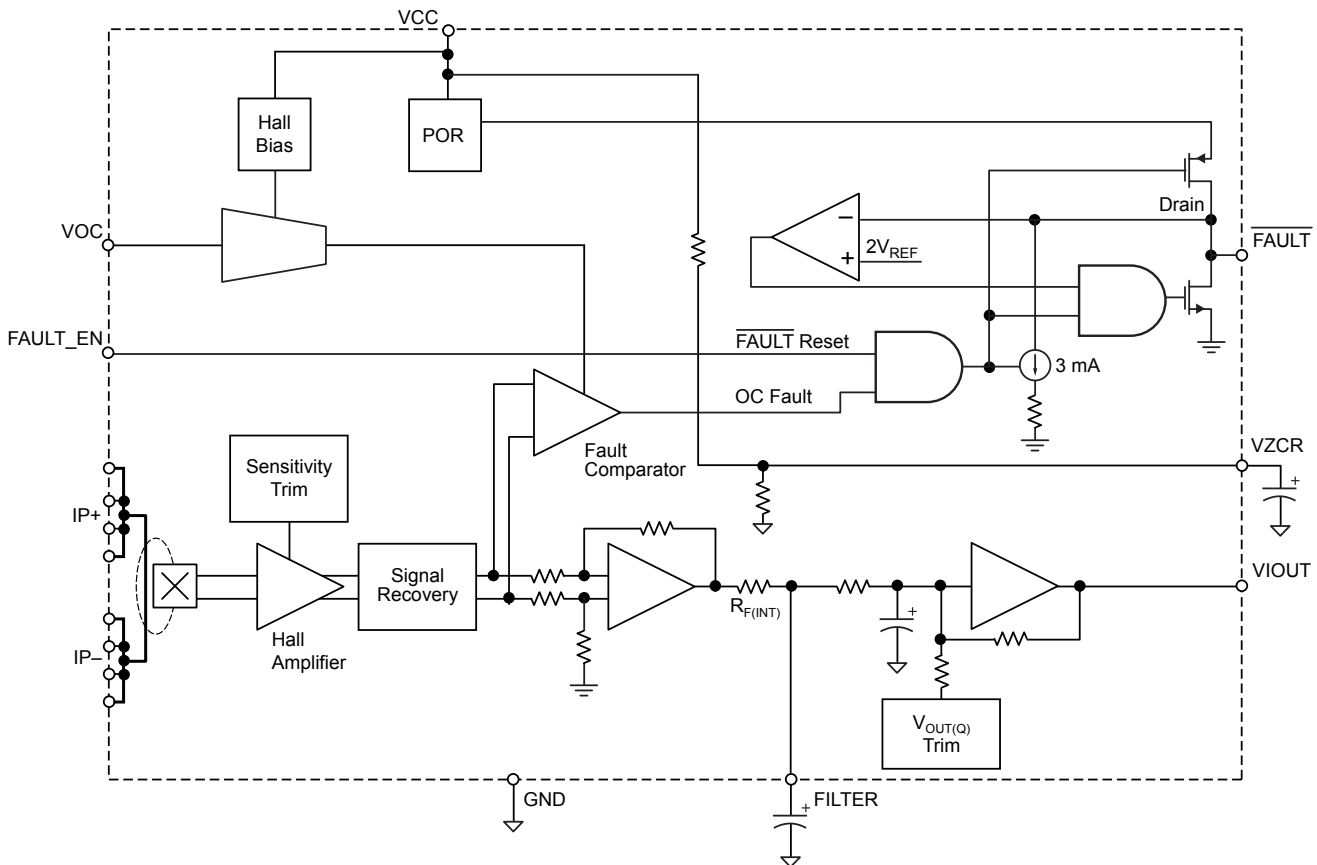 VCC
Hall
Bias
POR
Drain
VOC
−
+
2VREF
FAULT
FAULT_EN
FAULT Reset
3 mA
OC Fault
Fault
Comparator
VZCR
+
Sensitivity
Trim
IP+
Signal
Recovery
VIOUT
RF(INT)
+
Hall
Amplifier
IP–
VOUT(Q)
Trim
GND
FILTER
+